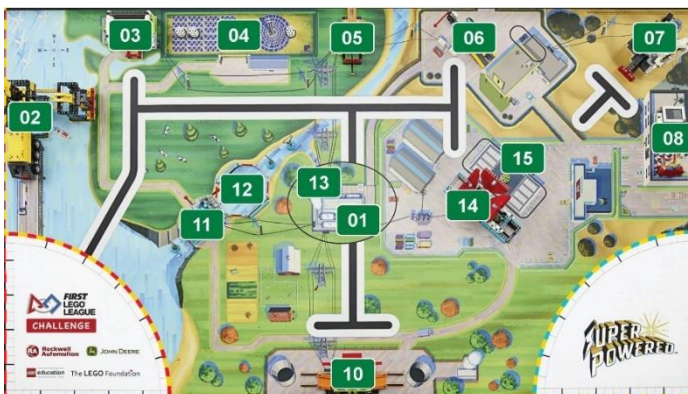 03
04
05
06
07
02
08
15
12
13
14
11
01
FIRST
LEGO
LEAGUE
CHALLENGE
Rockwell
Automation
JOHN DEERE
education
The LEGO Foundation
SUPER
POWERED
10